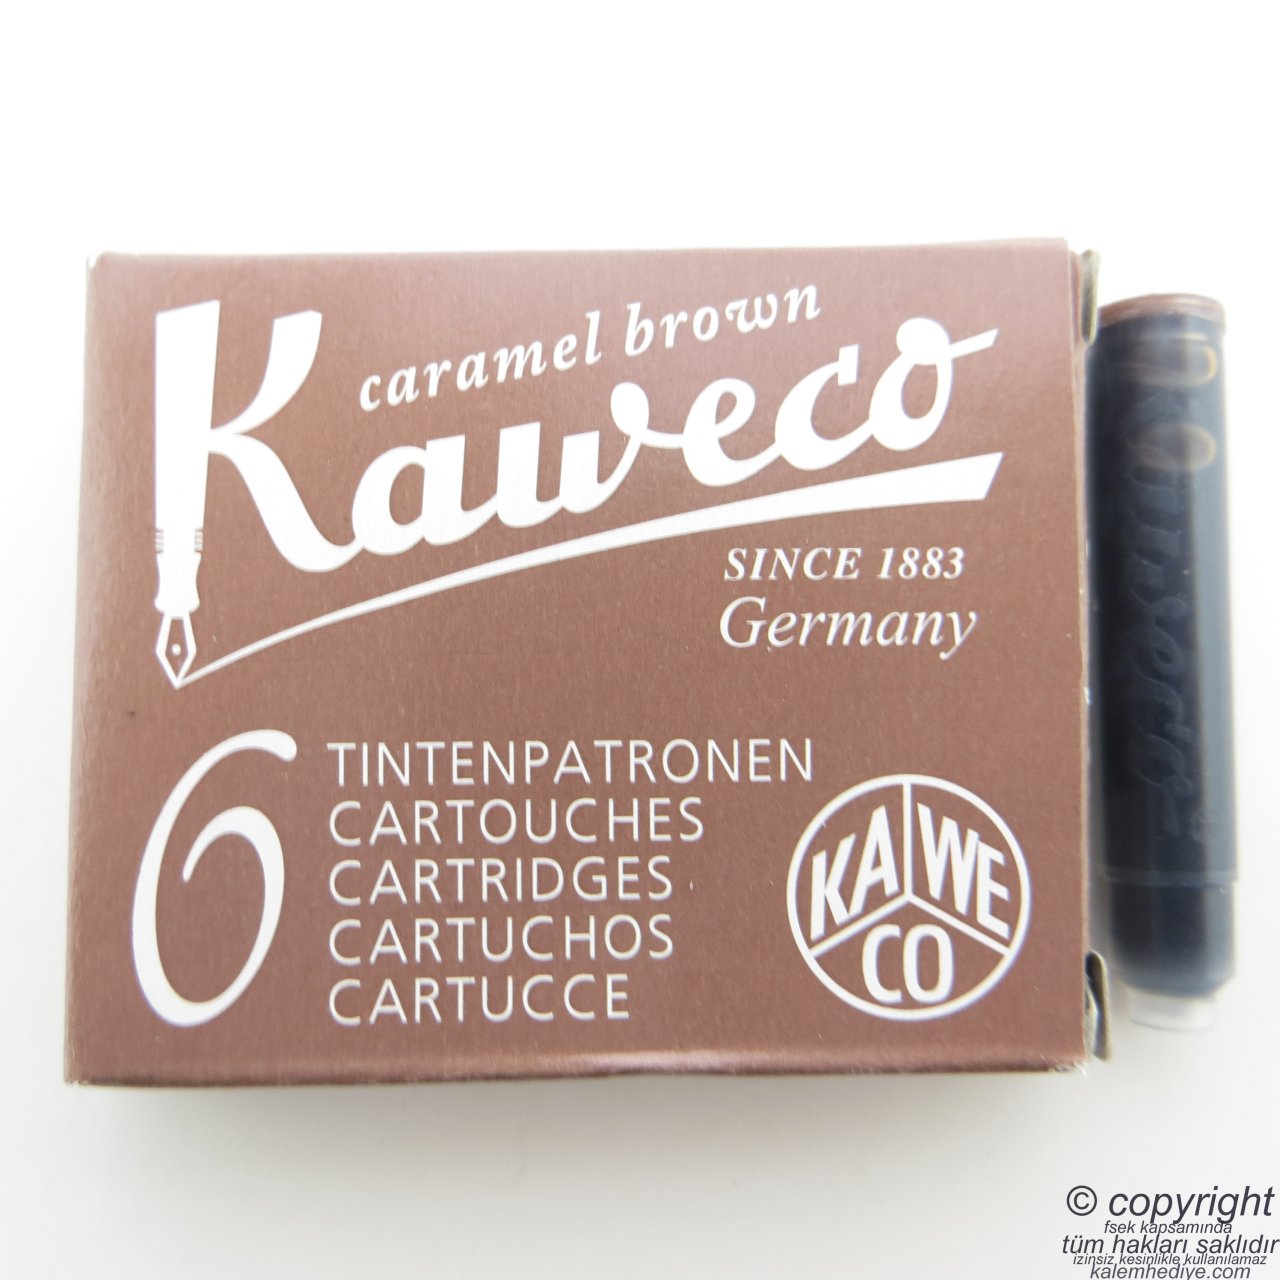 caramel brown
Kaweco
SINCE 1883
Germany
6
TINTENPATRONEN
CARTOUCHES
CARTRIDGES
CARTUCHOS
CARTUCCE
KA WE
CO
© copyright
fsek kapsamında
tüm hakları saklıdır
izinsiz kesinlikle kullanılamaz
kalemhediye.com